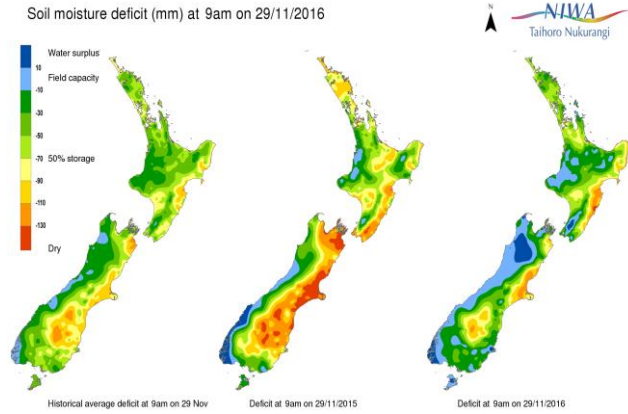 Soil moisture deficit (mm) at 9am on 29/11/2016
N
NIWA
Taihoro Nukurangi
Water surplus
10
Field capacity
-10
-30
-50
50% storage
-70
-90
-110
-130
Dry
Historical average deficit at 9am on 29 Nov
Deficit at 9am on 29/11/2015
Deficit at 9am on 29/11/2016